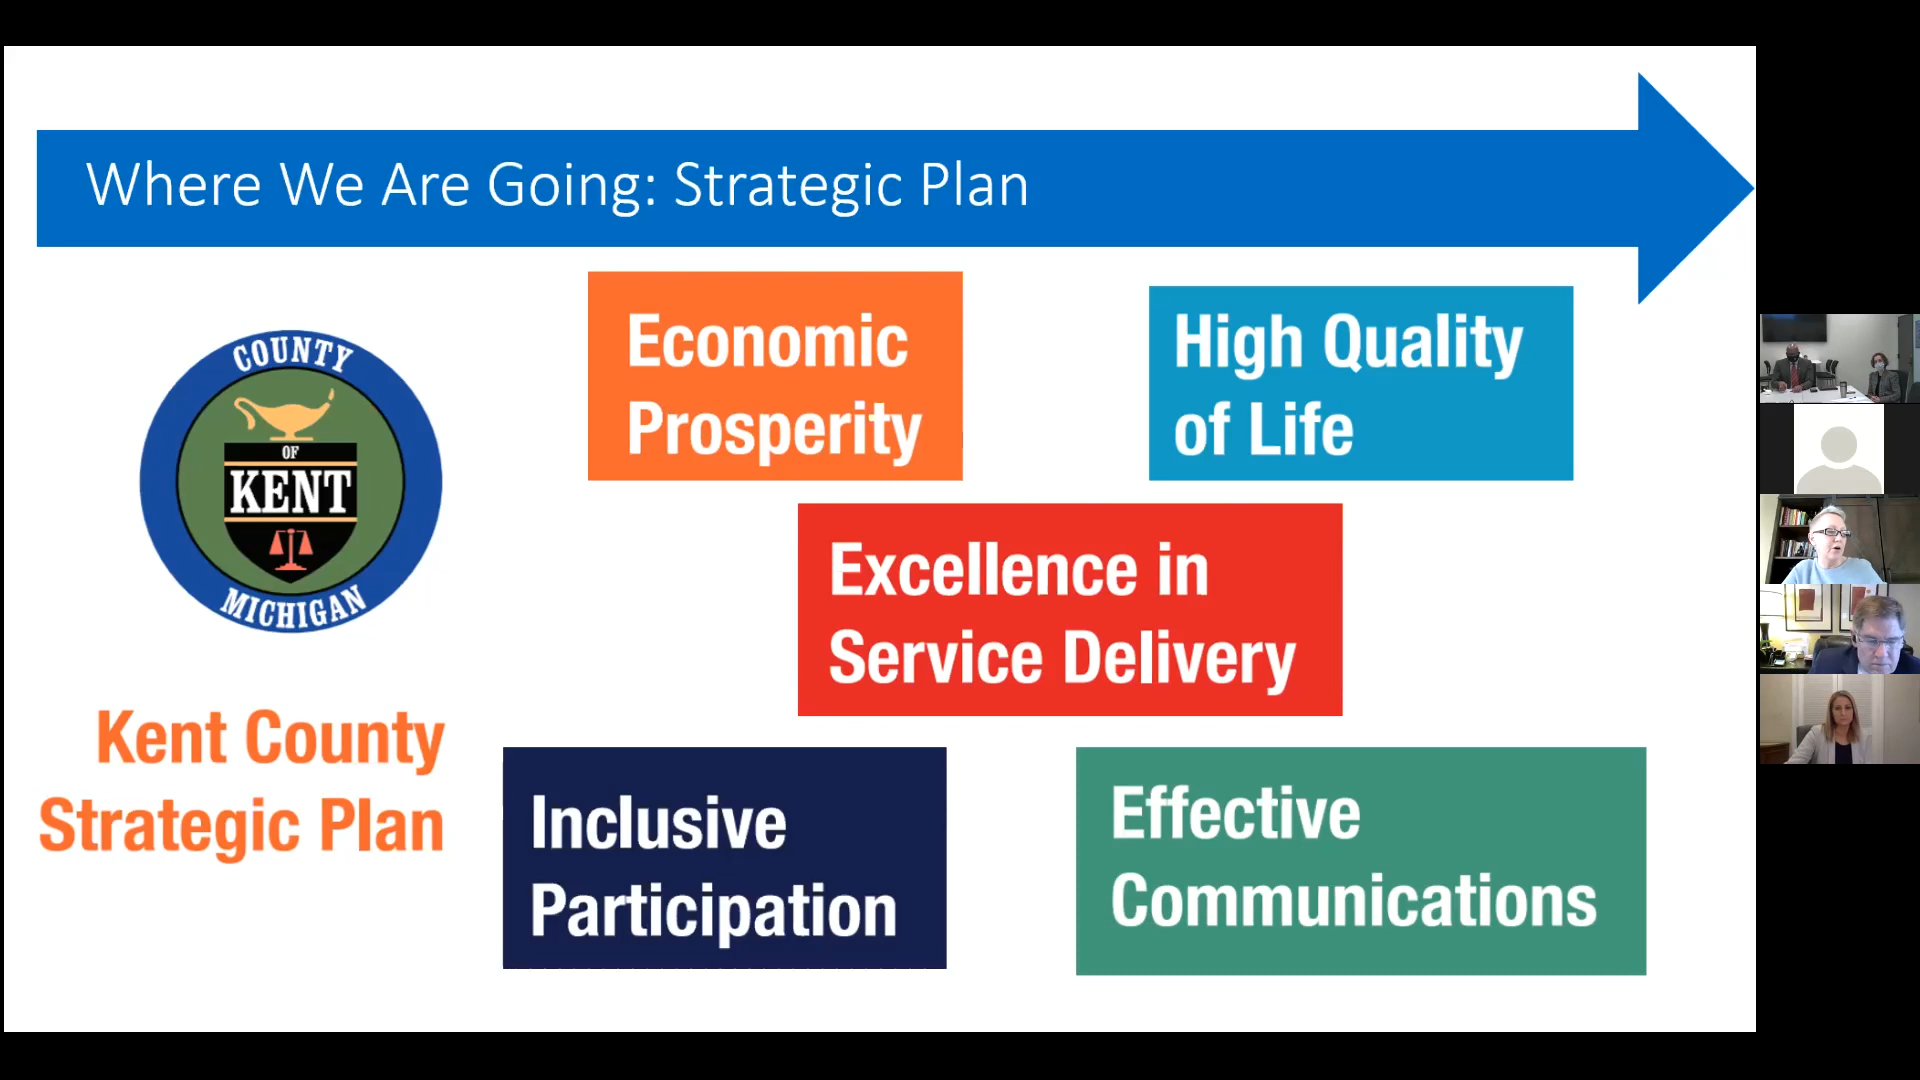 Where We Are Going: Strategic Plan
COUNTY
OF
KENT
MICHIGAN
Kent County
Strategic Plan
Economic
Prosperity
High Quality
of Life
Excellence in
Service Delivery
Inclusive
Participation
Effective
Communications